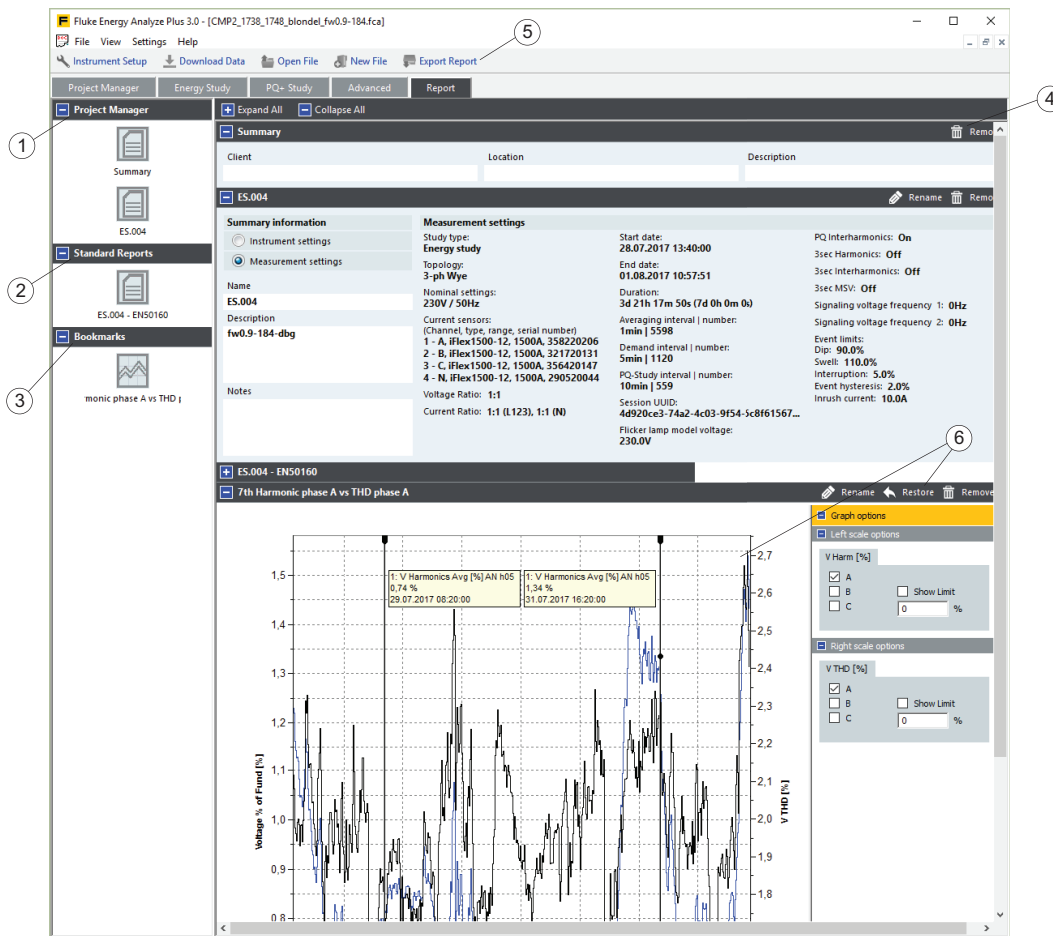 Fluke Energy Analyze Plus 3.0 - [CMP2_1738_1748_blondel_fw0.9-184.fca]
File View Settings Help
Instrument Setup Download Data Open File New File Export Report
5
Project Manager Energy Study PQ+ Study Advanced Report
Project Manager
1
Summary
ES.004
Standard Reports
2
ES.004 - EN50160
Bookmarks
3
monic phase A vs THD p
Expand All Collapse All
Summary
Remo
4
Client Location Description
ES.004
Rename Remo
Summary information
Instrument settings
Measurement settings
Name
ES.004
Description
fw0.9-184-dbg
Notes
Measurement settings
Study type:
Energy study
Topology:
3-ph Wye
Nominal settings:
230V / 50Hz
Current sensors:
(Channel, type, range, serial number)
1 - A, iFlex1500-12, 1500A, 358220206
2 - B, iFlex1500-12, 1500A, 321720131
3 - C, iFlex1500-12, 1500A, 356420147
4 - N, iFlex1500-12, 1500A, 290520044
Voltage Ratio: 1:1
Current Ratio: 1:1 (L123), 1:1 (N)
Start date:
28.07.2017 13:40:00
End date:
01.08.2017 10:57:51
Duration:
3d 21h 17m 50s (7d 0h 0m 0s)
Averaging interval | number:
1min | 5598
Demand interval | number:
5min | 1120
PQ-Study interval | number:
10min | 559
Session UUID:
4d920ce3-74a2-4c03-9f54-5c8f61567...
Flicker lamp model voltage:
230.0V
PQ Interharmonics: On
3sec Harmonics: Off
3sec Interharmonics: Off
3sec MSV: Off
Signaling voltage frequency 1: 0Hz
Signaling voltage frequency 2: 0Hz
Event limits:
Dip: 90.0%
Swell: 110.0%
Interruption: 5.0%
Event hysteresis: 2.0%
Inrush current: 10.0A
6
ES.004 - EN50160
7th Harmonic phase A vs THD phase A
Rename Restore Remove
Voltage % of Fund [%]
1,5
1,4
1,3
1,2
1,1
1,0
0,9
0,8
1: V Harmonics Avg [%] AN h05
0,74 %
29.07.2017 08:20:00
1: V Harmonics Avg [%] AN h05
1,34 %
31.07.2017 16:20:00
2,7
2,6
2,5
2,4
2,3
2,2
2,1
2,0
1,9
1,8
V THD [%]
Graph options
Left scale options
V Harm [%]
A
B
C
Show Limit
0 %
Right scale options
V THD [%]
A
B
C
Show Limit
0 %